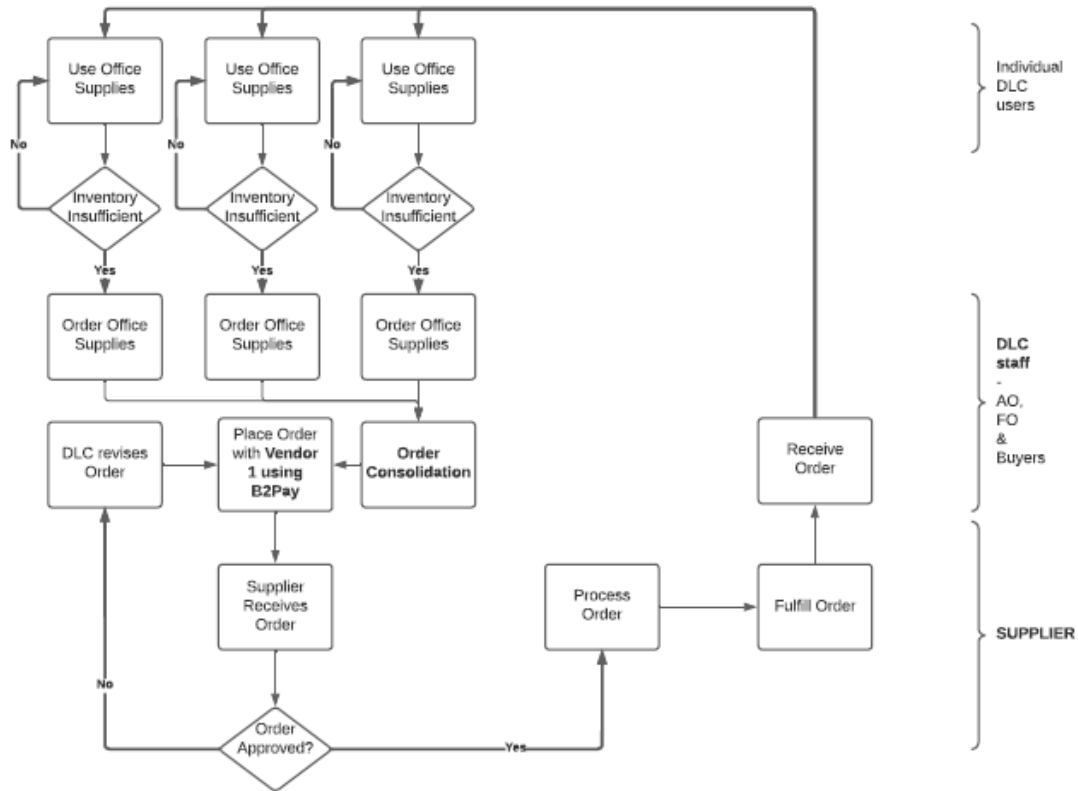 Use Office
Supplies
Use Office
Supplies
Use Office
Supplies
Individual
DLC
users
No
No
No
Inventory
Insufficient
Inventory
Insufficient
Inventory
Insufficient
Yes
Yes
Yes
Order Office
Supplies
Order Office
Supplies
Order Office
Supplies
DLC
staff
-
AO,
FO
&
Buyers
DLC revises
Order
Place Order
with Vendor
1 using
B2Pay
Order
Consolidation
Receive
Order
Supplier
Receives
Order
Process
Order
Fulfill Order
SUPPLIER
No
Order
Approved?
Yes